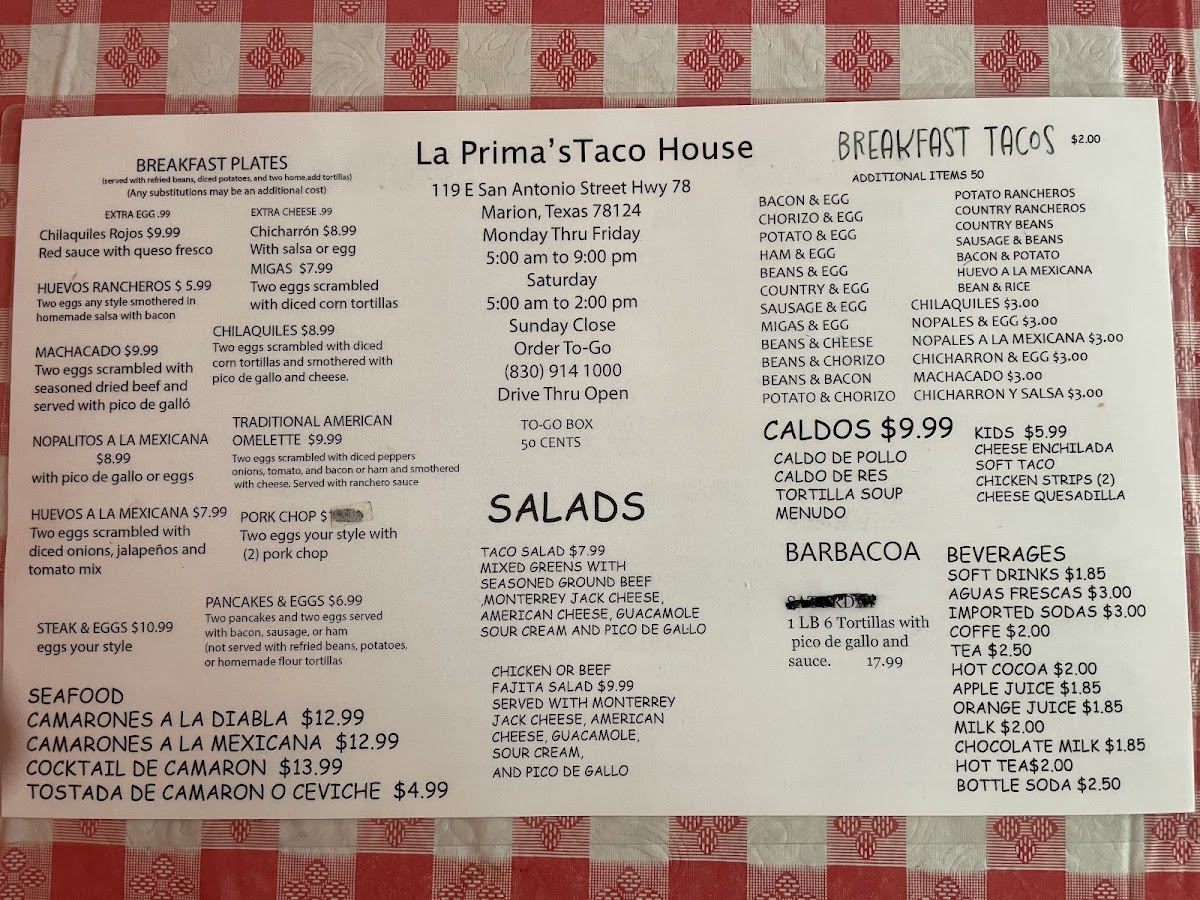 BREAKFAST PLATES
(served with refried beans, diced potatoes, and two home,add tortillas)
(Any substitutions may be an additional cost)
EXTRA EGG .99
Chilaquiles Rojos $9.99
Red sauce with queso fresco
HUEVOS RANCHEROS $ 5.99
Two eggs any style smothered in
homemade salsa with bacon
MACHACADO $9.99
Two eggs scrambled with
seasoned dried beef and
served with pico de galló
NOPALITOS A LA MEXICANA
$8.99
with pico de gallo or eggs
HUEVOS A LA MEXICANA $7.99
Two eggs scrambled with
diced onions, jalapeños and
tomato mix
STEAK & EGGS $10.99
eggs your style
EXTRA CHEESE .99
Chicharrón $8.99
With salsa or egg
MIGAS $7.99
Two eggs scrambled
with diced corn tortillas
CHILAQUILES $8.99
Two eggs scrambled with diced
corn tortillas and smothered with
pico de gallo and cheese.
TRADITIONAL AMERICAN
OMELETTE $9.99
Two eggs scrambled with diced peppers
onions, tomato, and bacon or ham and smothered
with cheese. Served with ranchero sauce
PORK CHOP $
Two eggs your style with
(2) pork chop
PANCAKES & EGGS $6.99
Two pancakes and two eggs served
with bacon, sausage, or ham
(not served with refried beans, potatoes,
or homemade flour tortillas
SEAFOOD
CAMARONES A LA DIABLA $12.99
CAMARONES A LA MEXICANA $12.99
COCKTAIL DE CAMARON $13.99
TOSTADA DE CAMARON O CEVICHE $4.99
La Prima'sTaco House
119 E San Antonio Street Hwy 78
Marion, Texas 78124
Monday Thru Friday
5:00 am to 9:00 pm
Saturday
5:00 am to 2:00 pm
Sunday Close
Order To-Go
(830) 914 1000
Drive Thru Open
TO-GO BOX
50 CENTS
SALADS
TACO SALAD $7.99
MIXED GREENS WITH
SEASONED GROUND BEEF
,MONTERREY JACK CHEESE,
AMERICAN CHEESE, GUACAMOLE
SOUR CREAM AND PICO DE GALLO
CHICKEN OR BEEF
FAJITA SALAD $9.99
SERVED WITH MONTERREY
JACK CHEESE, AMERICAN
CHEESE, GUACAMOLE,
SOUR CREAM,
AND PICO DE GALLO
BREAKFAST TACOS $2.00
ADDITIONAL ITEMS 50
BACON & EGG
CHORIZO & EGG
POTATO & EGG
HAM & EGG
BEANS & EGG
COUNTRY & EGG
SAUSAGE & EGG
MIGAS & EGG
BEANS & CHEESE
BEANS & CHORIZO
BEANS & BACON
POTATO & CHORIZO
POTATO RANCHEROS
COUNTRY RANCHEROS
COUNTRY BEANS
SAUSAGE & BEANS
BACON & POTATO
HUEVO A LA MEXICANA
BEAN & RICE
CHILAQUILES $3.00
NOPALES & EGG $3.00
NOPALES A LA MEXICANA $3.00
CHICHARRON & EGG $3.00
MACHACADO $3.00
CHICHARRON Y SALSA $3.00
CALDOS $9.99
CALDO DE POLLO
CALDO DE RES
TORTILLA SOUP
MENUDO
KIDS $5.99
CHEESE ENCHILADA
SOFT TACO
CHICKEN STRIPS (2)
CHEESE QUESADILLA
BARBACOA
1 LB 6 Tortillas with
pico de gallo and
sauce. 17.99
BEVERAGES
SOFT DRINKS $1.85
AGUAS FRESCAS $3.00
IMPORTED SODAS $3.00
COFFE $2.00
TEA $2.50
HOT COCOA $2.00
APPLE JUICE $1.85
ORANGE JUICE $1.85
MILK $2.00
CHOCOLATE MILK $1.85
HOT TEA$2.00
BOTTLE SODA $2.50